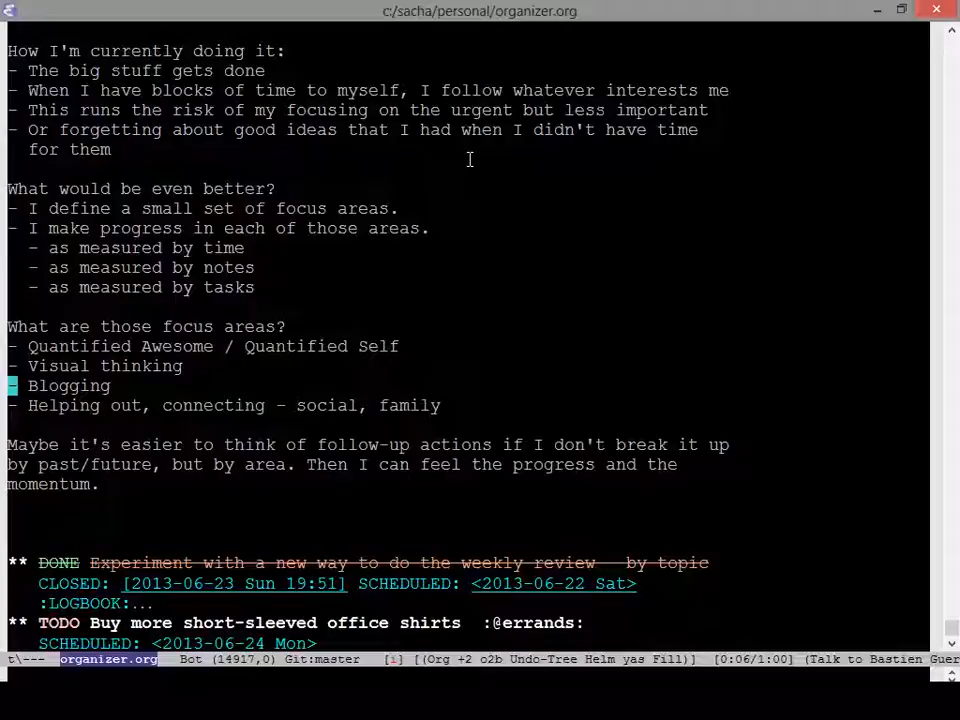 c:/sacha/personal/organizer.org
How I'm currently doing it:
- The big stuff gets done
- When I have blocks of time to myself, I follow whatever interests me
- This runs the risk of my focusing on the urgent but less important
- Or forgetting about good ideas that I had when I didn't have time
for them
What would be even better?
- I define a small set of focus areas.
- I make progress in each of those areas.
- as measured by time
- as measured by notes
- as measured by tasks
What are those focus areas?
- Quantified Awesome / Quantified Self
- Visual thinking
- Blogging
- Helping out, connecting - social, family
Maybe it's easier to think of follow-up actions if I don't break it up
by past/future, but by area. Then I can feel the progress and the
momentum.
** DONE Experiment with a new way to do the weekly review - by topic
CLOSED: [2013-06-23 Sun 19:51] SCHEDULED: <2013-06-22 Sat>
:LOGBOOK:...
** TODO Buy more short-sleeved office shirts :@errands:
SCHEDULED: <2013-06-24 Mon>
t\--- organizer.org Bot (14917,0) Git:master [i] [(Org +2 o2b Undo-Tree Helm yas Fill)] [0:06/1:00] (Talk to Bastien Guer